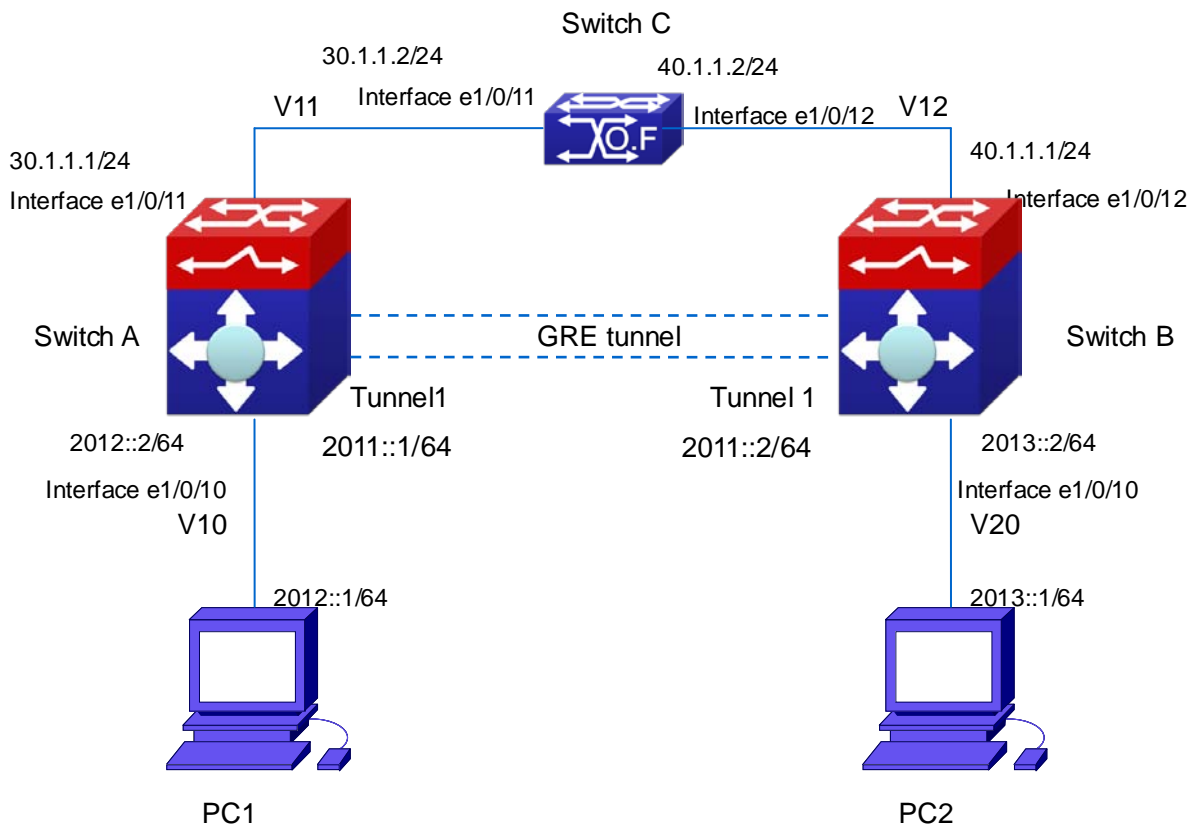 Switch C
30.1.1.2/24
40.1.1.2/24
Interface e1/0/11
Interface e1/0/12
V11
V12
O.F
30.1.1.1/24
Interface e1/0/11
40.1.1.1/24
Interface e1/0/12
Switch A
GRE tunnel
Switch B
Tunnel1
Tunnel 1
2012::2/64
2011::1/64
2011::2/64
2013::2/64
Interface e1/0/10
Interface e1/0/10
V10
V20
2012::1/64
2013::1/64
PC1
PC2